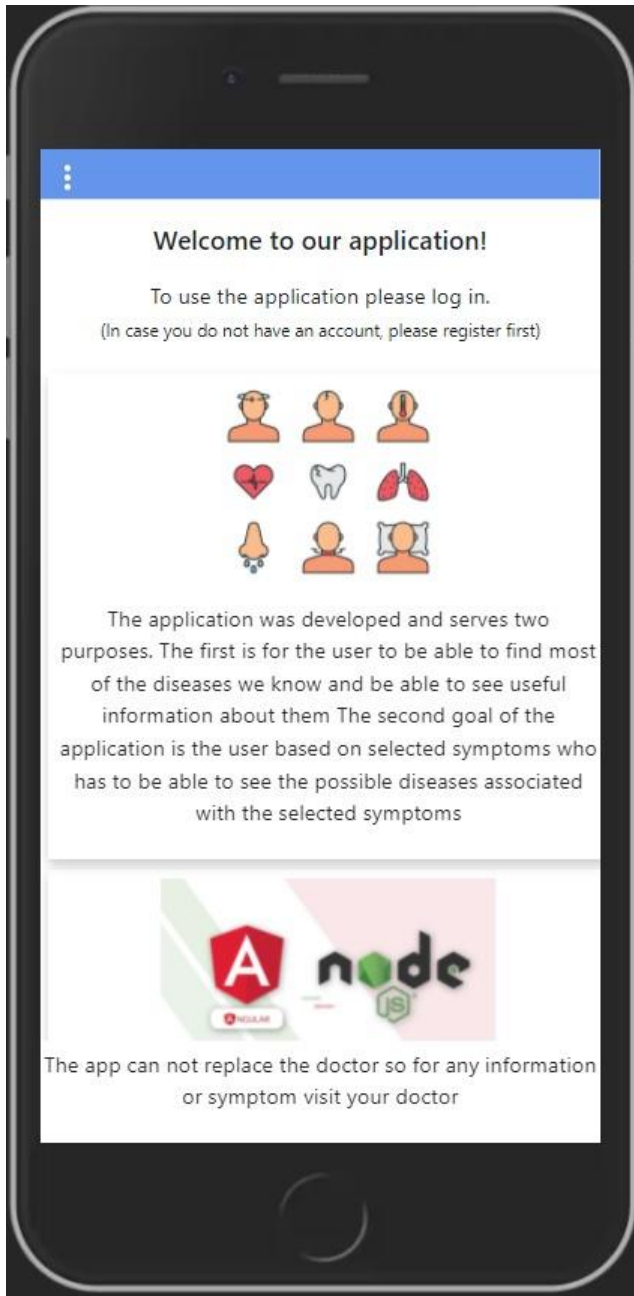 Welcome to our application!
To use the application please log in.
(In case you do not have an account, please register first)
The application was developed and serves two
purposes. The first is for the user to be able to find most
of the diseases we know and be able to see useful
information about them The second goal of the
application is the user based on selected symptoms who
has to be able to see the possible diseases associated
with the selected symptoms
A
node
JS
ANGULAR
The app can not replace the doctor so for any information
or symptom visit your doctor